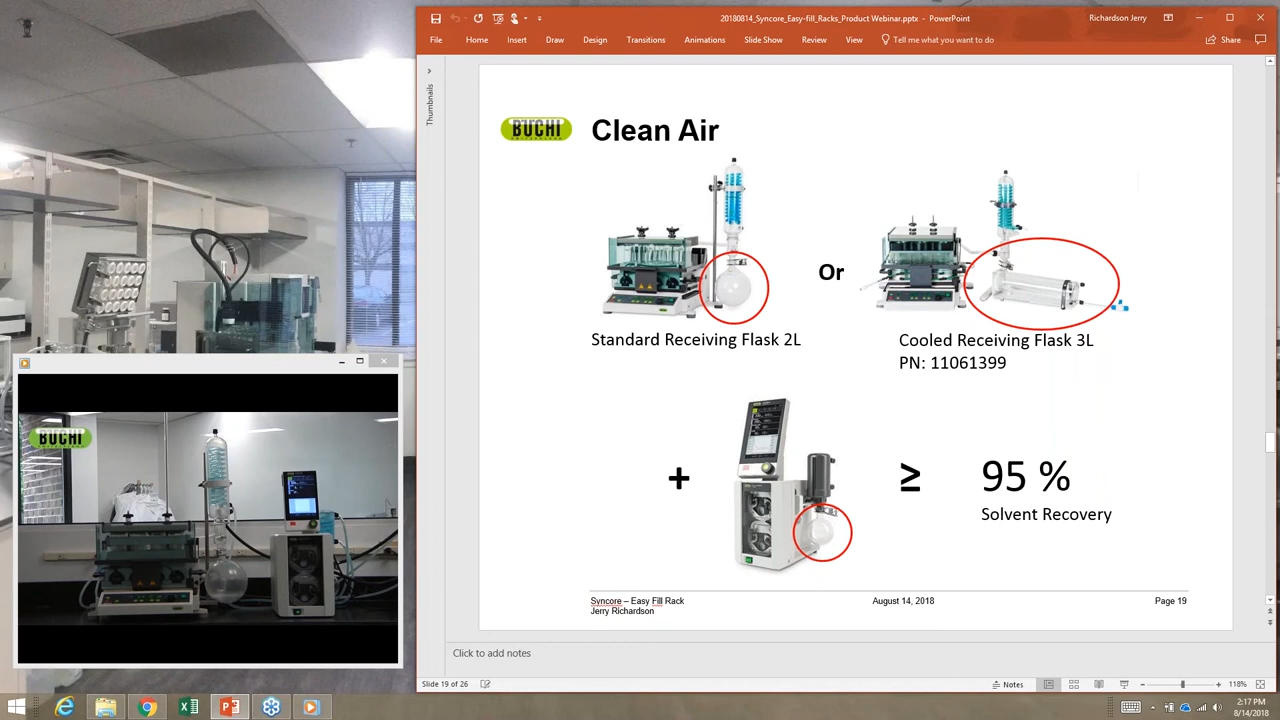 20180814_Syncore_Easy-fill_Racks_Product Webinar.pptx - PowerPoint
Richardson Jerry
File Home Insert Draw Design Transitions Animations Slide Show Review View Tell me what you want to do Share
Thumbnails
BUCHI
Clean Air
Or
Standard Receiving Flask 2L
Cooled Receiving Flask 3L
PN: 11061399
+
≥
95 %
Solvent Recovery
Syncore – Easy Fill Rack
Jerry Richardson
August 14, 2018
Page 19
Click to add notes
Slide 19 of 26
Notes
118%
BUCHI
2:17 PM
8/14/2018